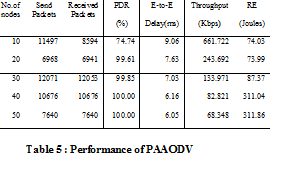 No.of nodes Send Packets Received Packets PDR (%) E-to-E Delay(ms) Throughput (Kbps) RE (Joules)
10 11497 8594 74.74 9.06 661.722 74.03
20 6968 6941 99.61 7.63 243.692 73.99
30 12071 12053 99.85 7.03 133.971 87.37
40 10676 10676 100.00 6.16 82.821 311.04
50 7640 7640 100.00 6.05 68.348 311.86
Table 5 : Performance of PAAODV